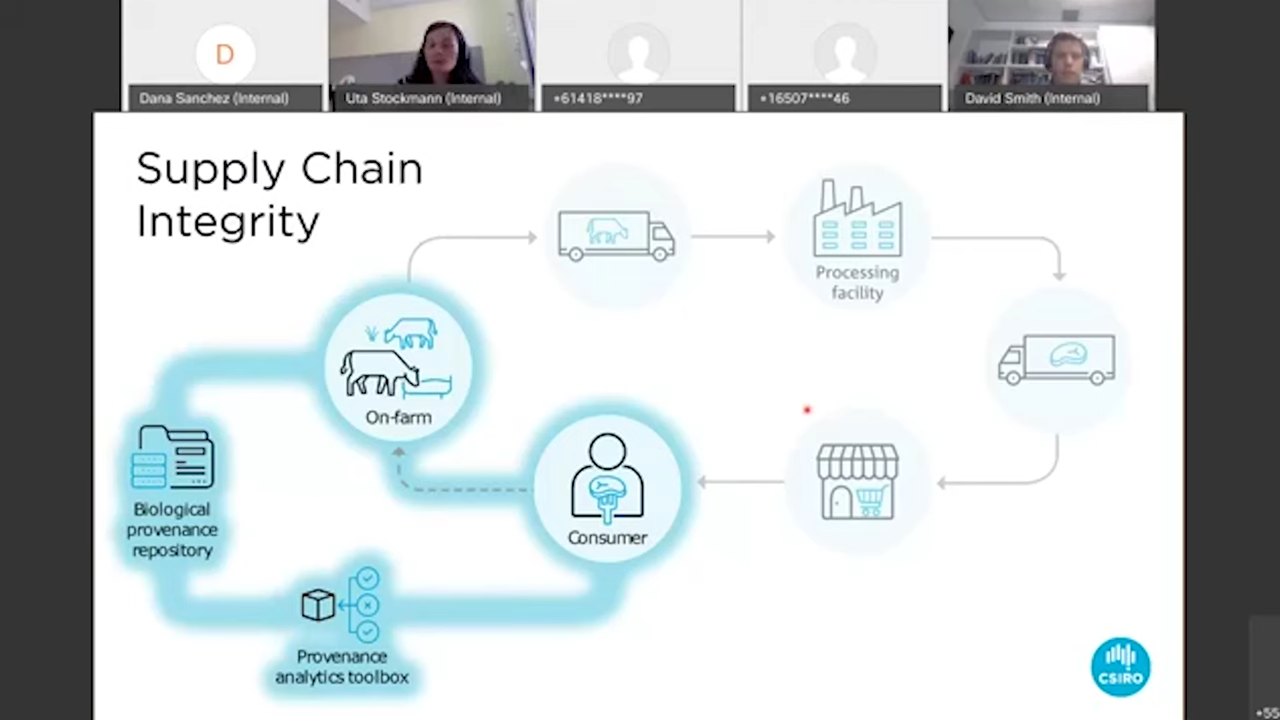 D
Dana Sanchez (Internal)
Uta Stockmann (Internal)
+61418****97
+16507****46
David Smith (Internal)
Supply Chain
Integrity
Processing
facility
On-farm
Biological
provenance
repository
Consumer
Provenance
analytics toolbox
CSIRO
+55